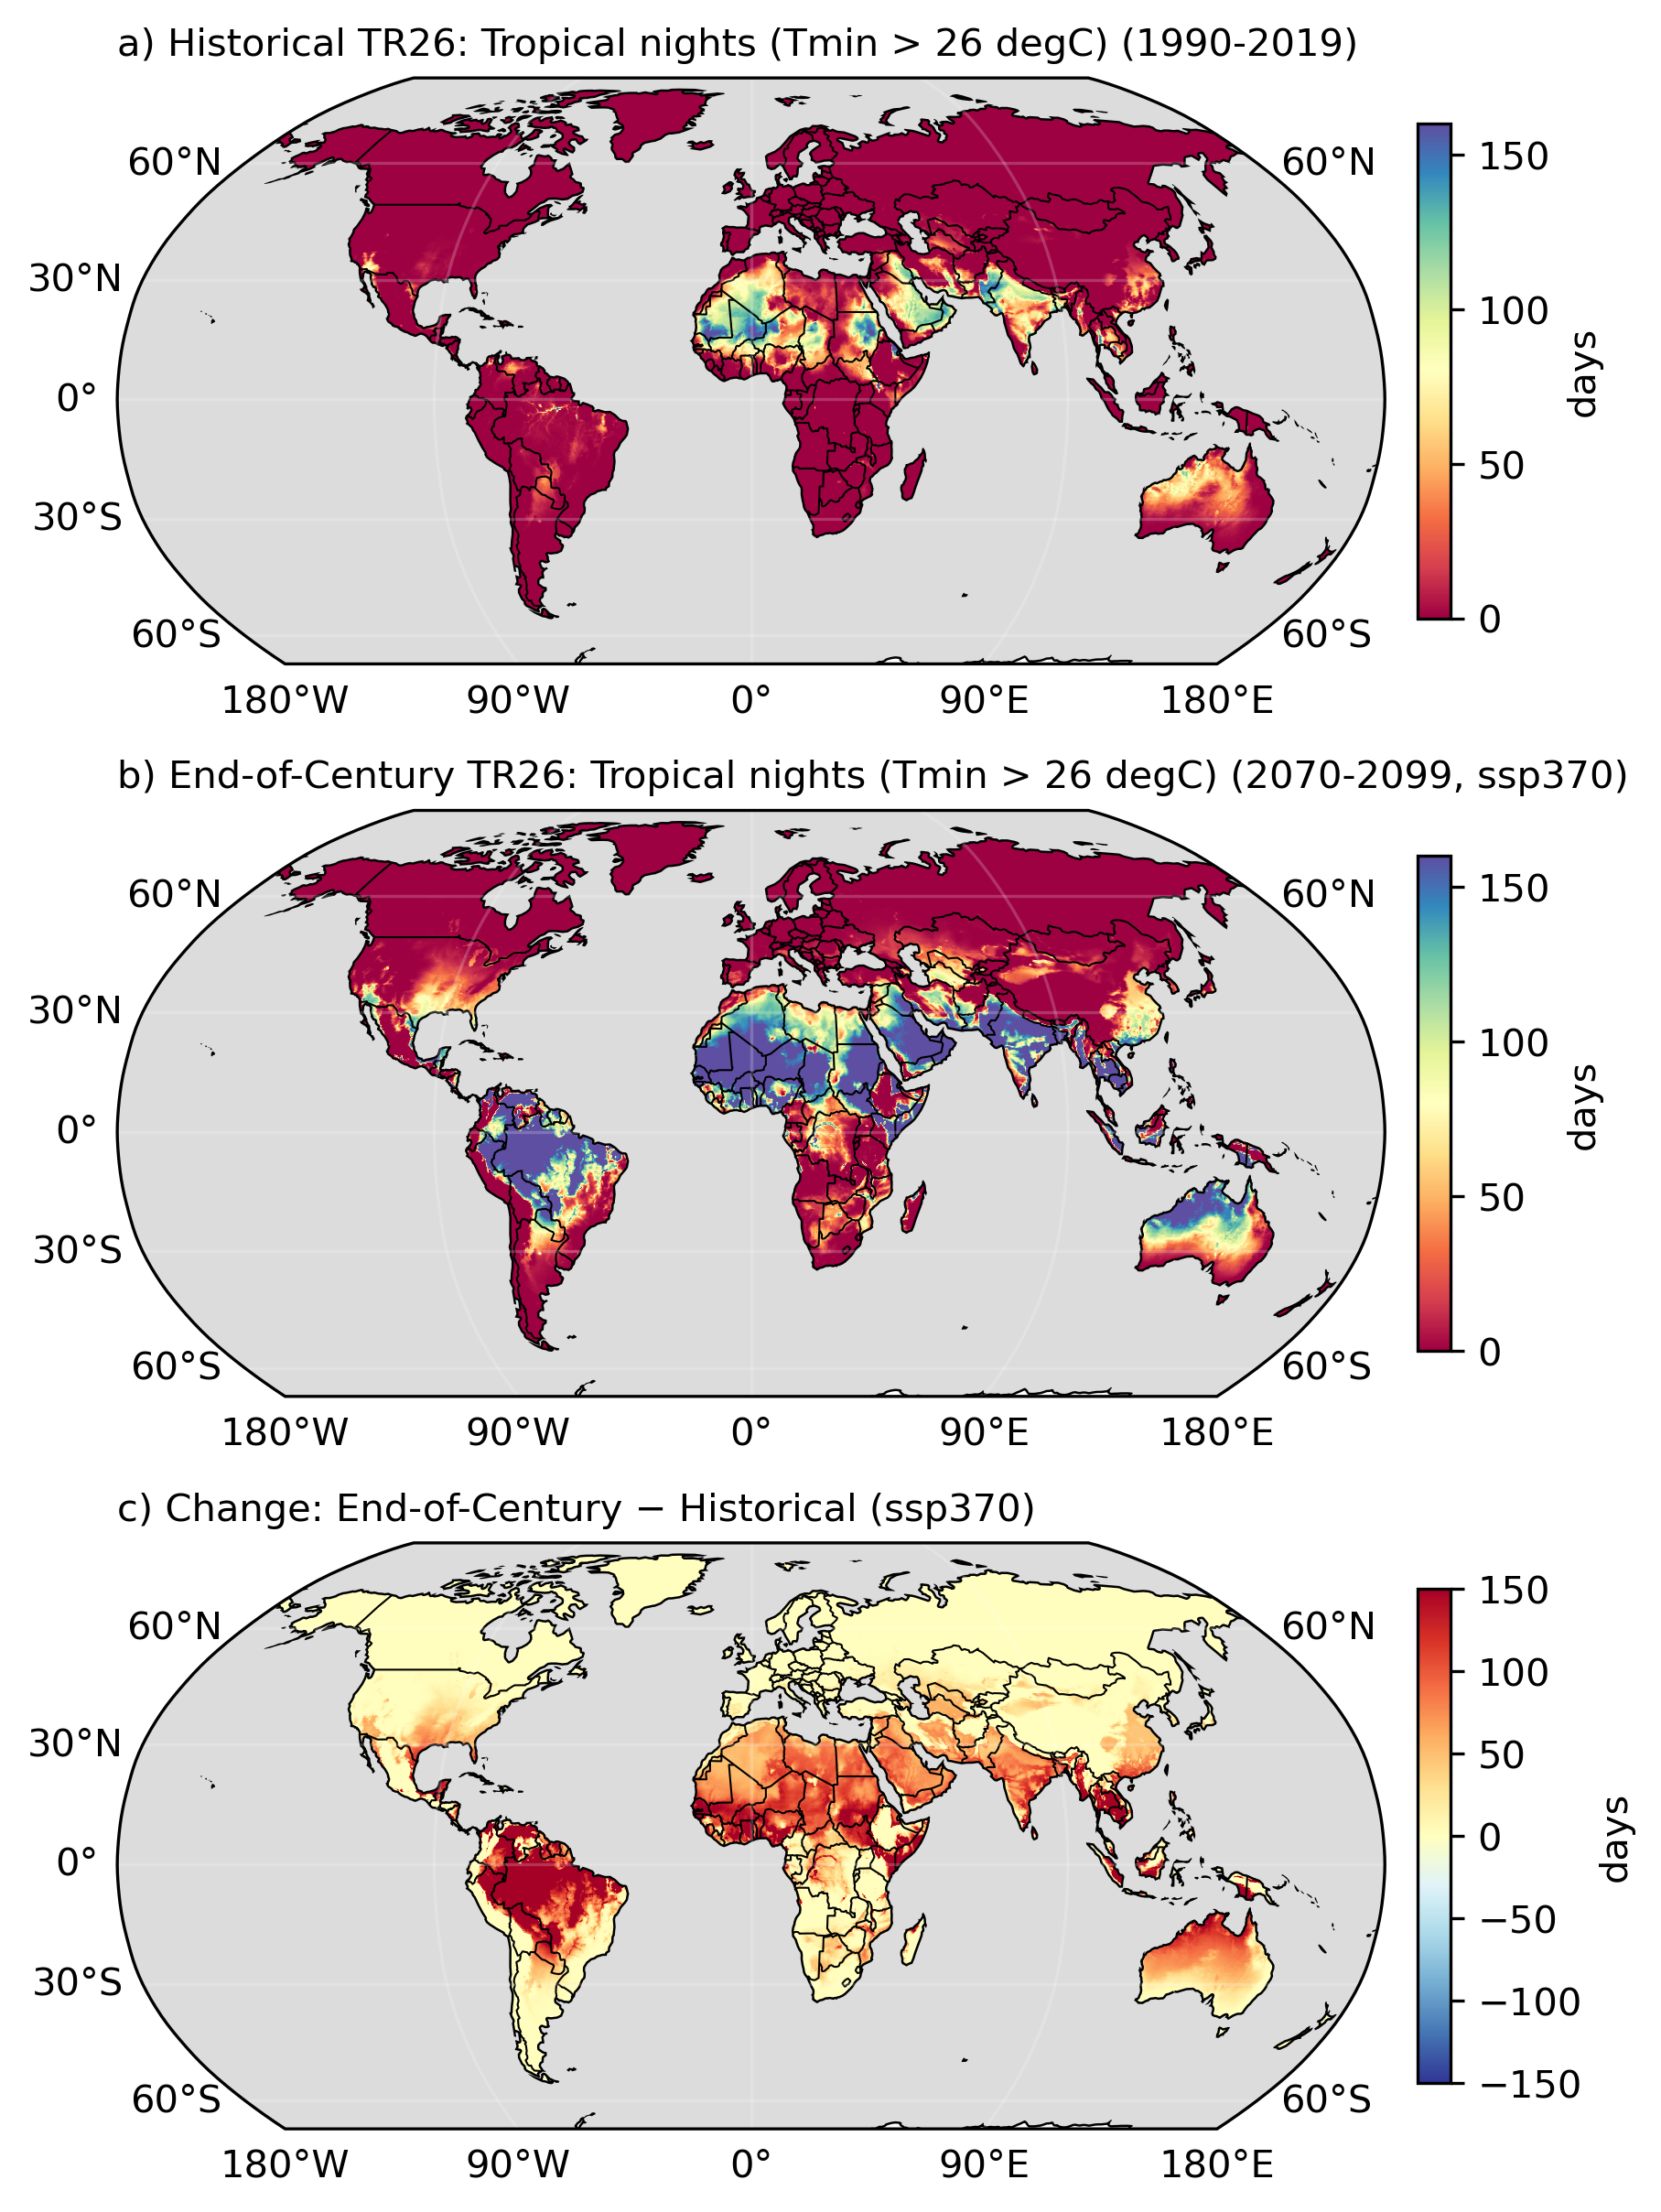 a) Historical TR26: Tropical nights (Tmin > 26 degC) (1990-2019)
60°N 60°N
30°N
0°
30°S
60°S 60°S
180°W 90°W 0° 90°E 180°E
150
100
50
0
days
b) End-of-Century TR26: Tropical nights (Tmin > 26 degC) (2070-2099, ssp370)
60°N 60°N
30°N
0°
30°S
60°S 60°S
180°W 90°W 0° 90°E 180°E
150
100
50
0
days
c) Change: End-of-Century − Historical (ssp370)
60°N 60°N
30°N
0°
30°S
60°S 60°S
180°W 90°W 0° 90°E 180°E
150
100
50
0
−50
−100
−150
days